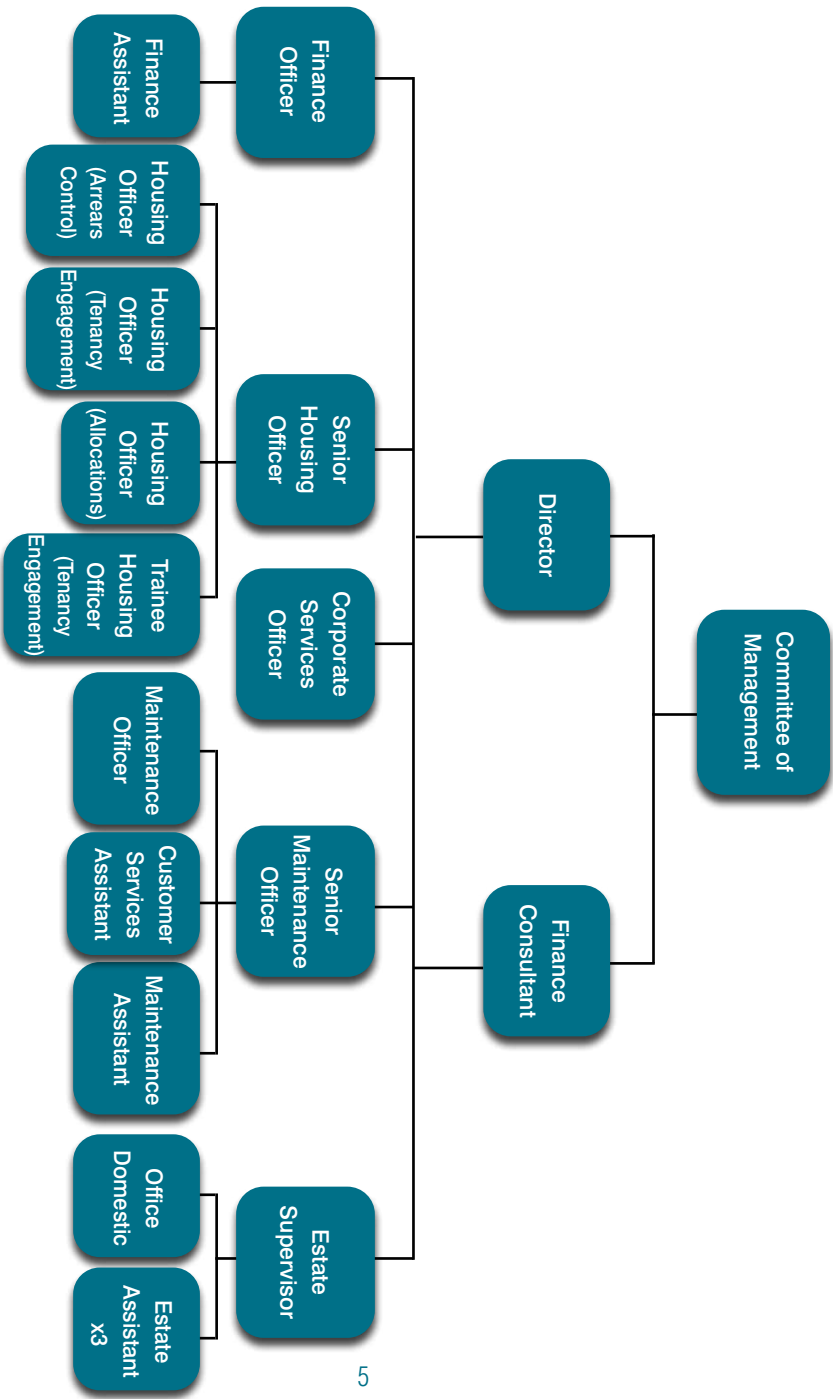 Committee of
Management
Director
Finance
Consultant
Finance
Officer
Senior
Housing
Officer
Corporate
Services
Officer
Senior
Maintenance
Officer
Estate
Supervisor
Finance
Assistant
Housing
Officer
(Arrears
Control)
Housing
Officer
(Tenancy
Engagement)
Housing
Officer
(Allocations)
Trainee
Housing
Officer
(Tenancy
Engagement)
Maintenance
Officer
Customer
Services
Assistant
Maintenance
Assistant
Office
Domestic
Estate
Assistant
x3
5